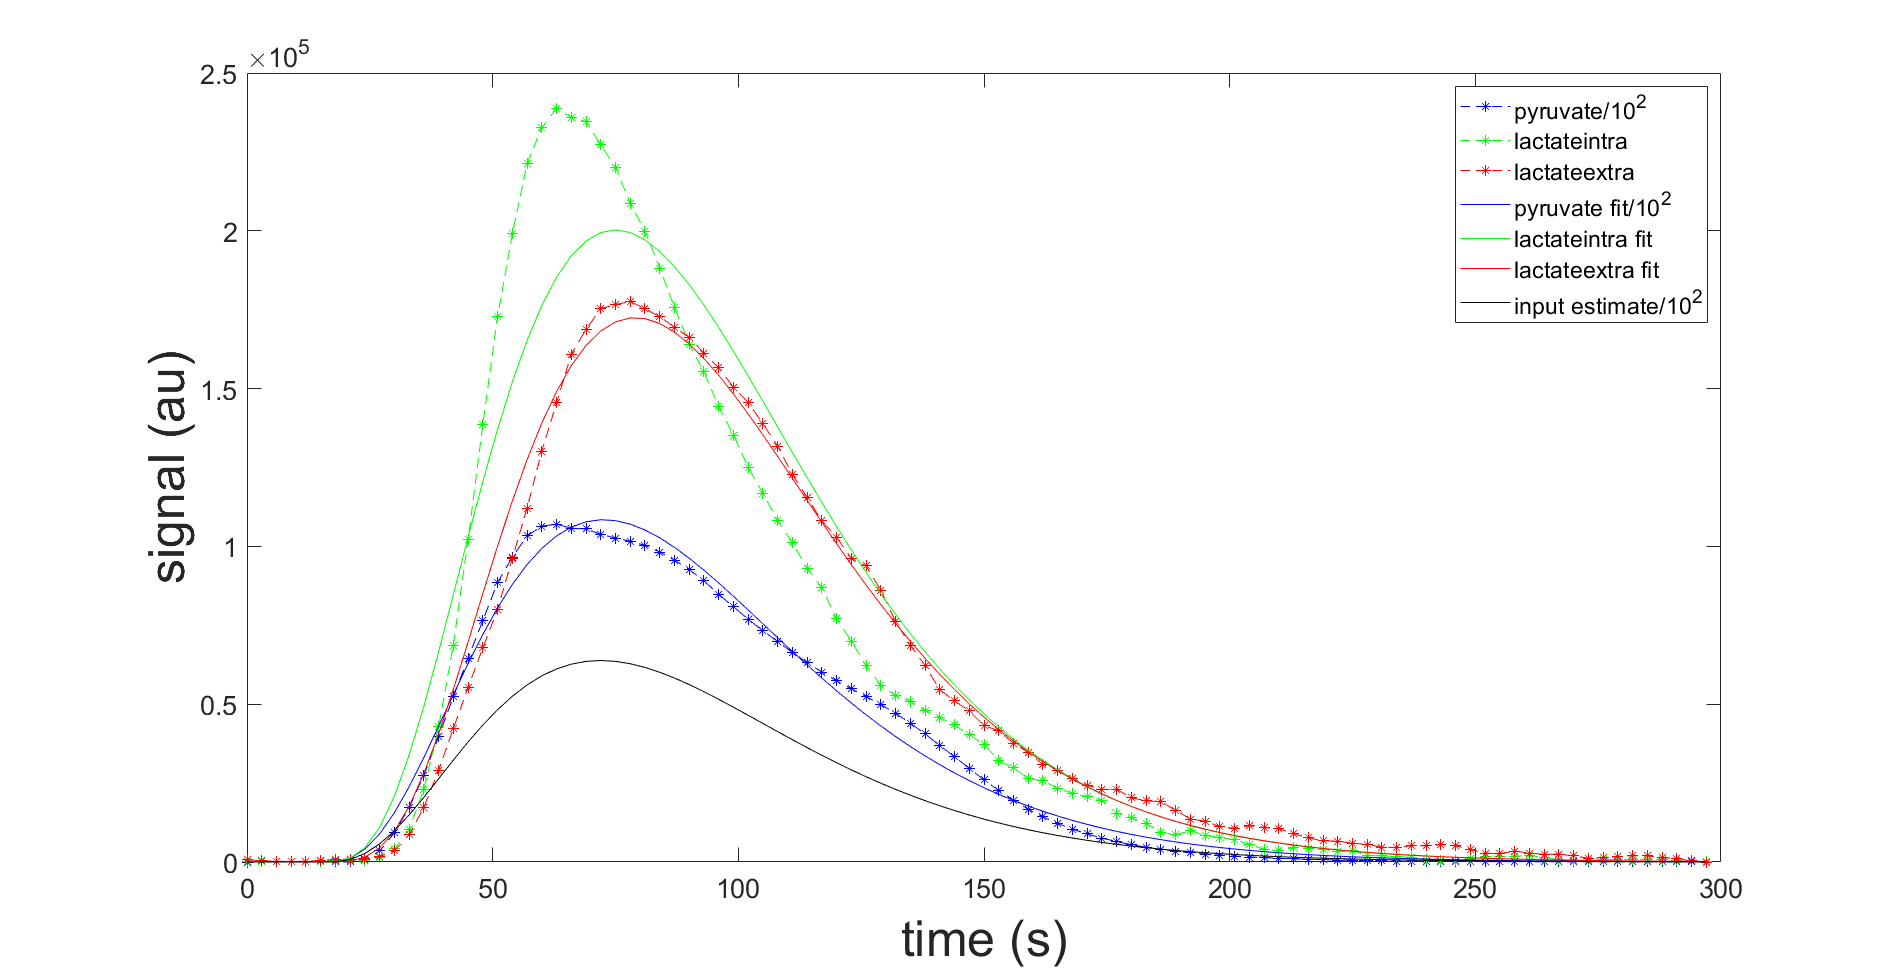 ×10^5
2.5
2
1.5
1
0.5
0
signal (au)
0 50 100 150 200 250 300
time (s)
pyruvate/10^2
lactateintra
lactateextra
pyruvate fit/10^2
lactateintra fit
lactateextra fit
input estimate/10^2